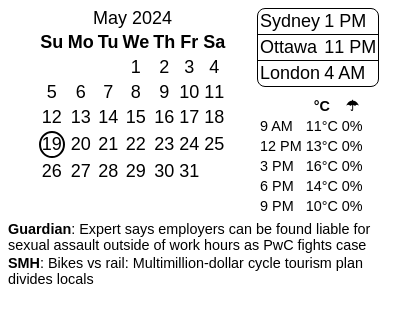 May 2024
Su Mo Tu We Th Fr Sa
1 2 3 4
5 6 7 8 9 10 11
12 13 14 15 16 17 18
19 20 21 22 23 24 25
26 27 28 29 30 31
Sydney 1 PM
Ottawa 11 PM
London 4 AM
°C ☂
9 AM 11°C 0%
12 PM 13°C 0%
3 PM 16°C 0%
6 PM 14°C 0%
9 PM 10°C 0%
Guardian: Expert says employers can be found liable for
sexual assault outside of work hours as PwC fights case
SMH: Bikes vs rail: Multimillion-dollar cycle tourism plan
divides locals